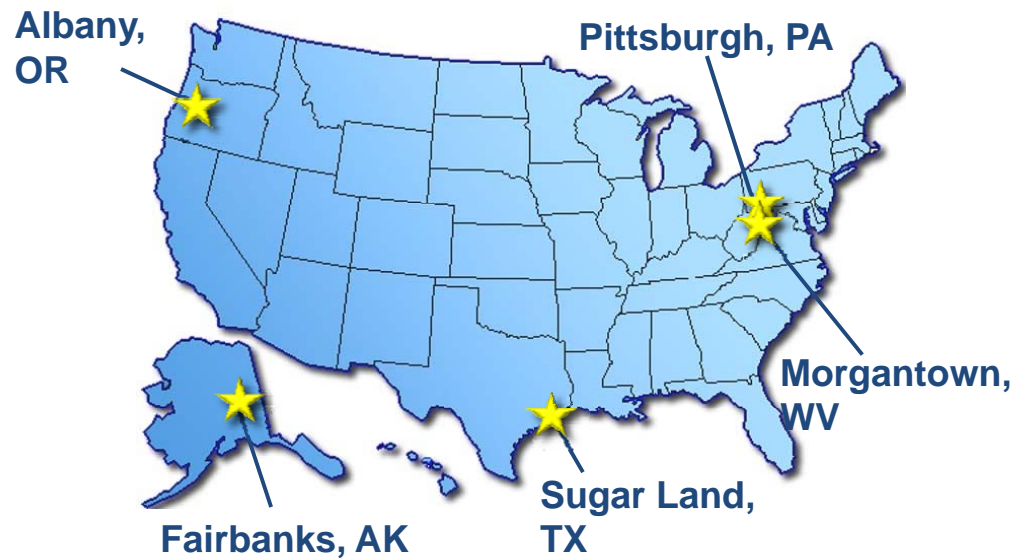 Albany,
OR
Pittsburgh, PA
Morgantown,
WV
Sugar Land,
TX
Fairbanks, AK